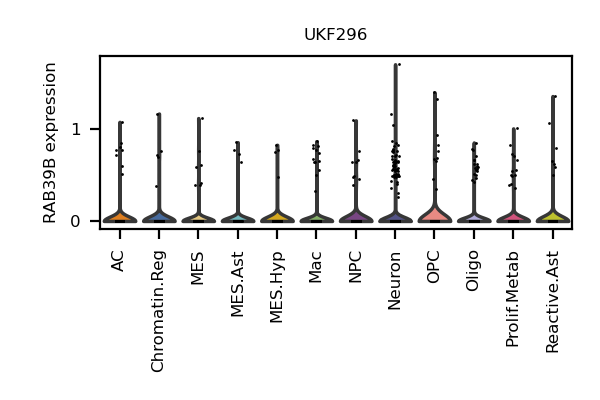 UKF296
RAB39B expression
1
0
AC
Chromatin.Reg
MES
MES.Ast
MES.Hyp
Mac
NPC
Neuron
OPC
Oligo
Prolif.Metab
Reactive.Ast